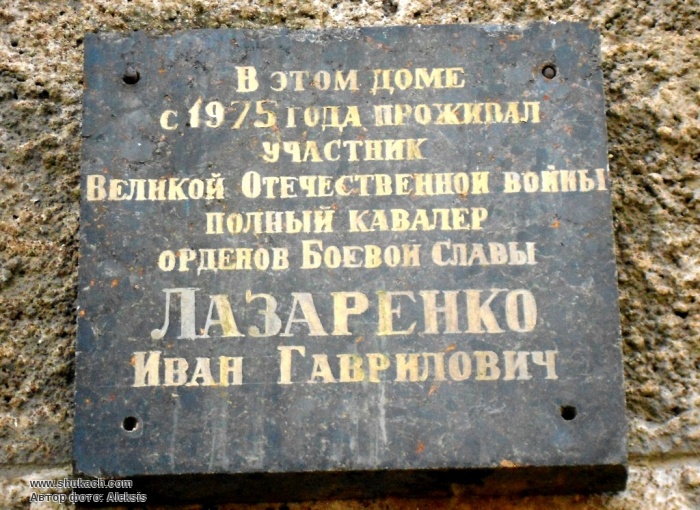 В ЭТОМ ДОМЕ
С 1975 ГОДА ПРОЖИВАЛ
УЧАСТНИК
ВЕЛИКОЙ ОТЕЧЕСТВЕННОЙ ВОЙНЫ
ПОЛНЫЙ КАВАЛЕР
ОРДЕНОВ БОЕВОЙ СЛАВЫ
ЛАЗАРЕНКО
ИВАН ГАВРИЛОВИЧ
www.shukach.com
Автор фото: Aleksis